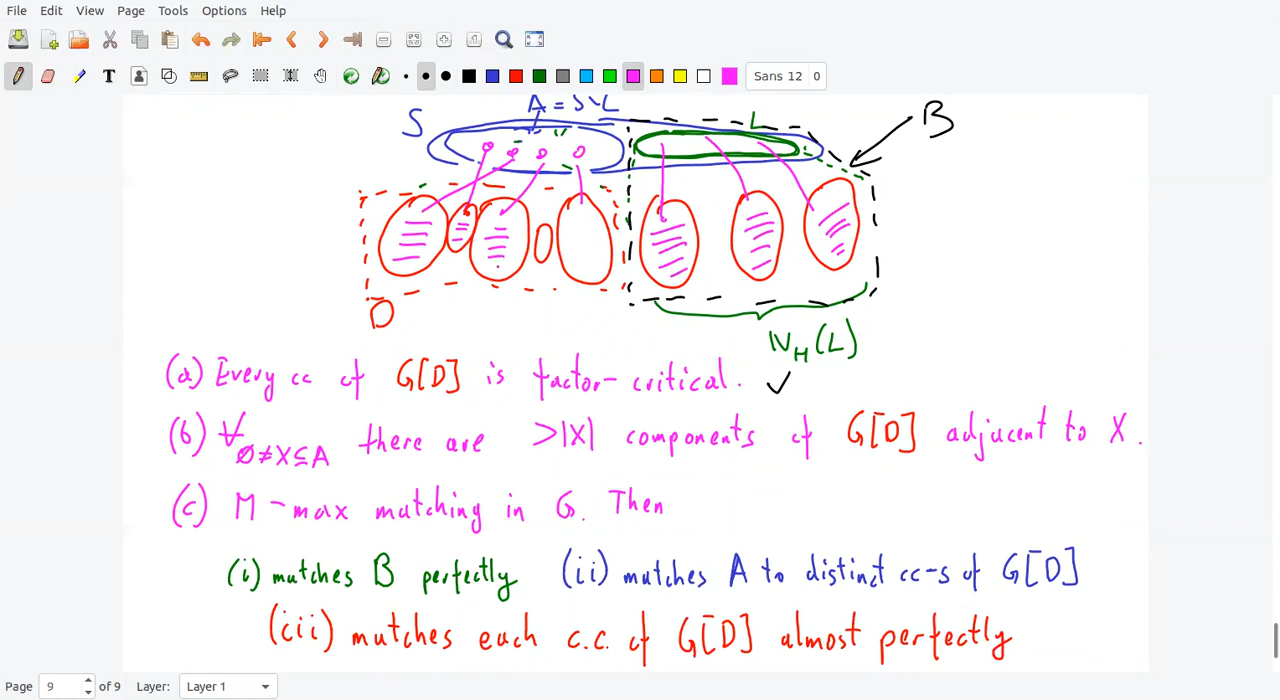 File Edit View Page Tools Options Help
Sans 12 0
A = S∖L
S
L
B
D
N_H(L)
(a) Every cc of G[D] is factor-critical. ✓
(b) ∀_{∅≠X⊆A} there are >|X| components of G[D] adjacent to X.
(c) M-max matching in G. Then
(i) matches B perfectly (ii) matches A to distinct cc-s of G[D]
(iii) matches each c.c. of G[D] almost perfectly
Page 9 of 9 Layer: Layer 1